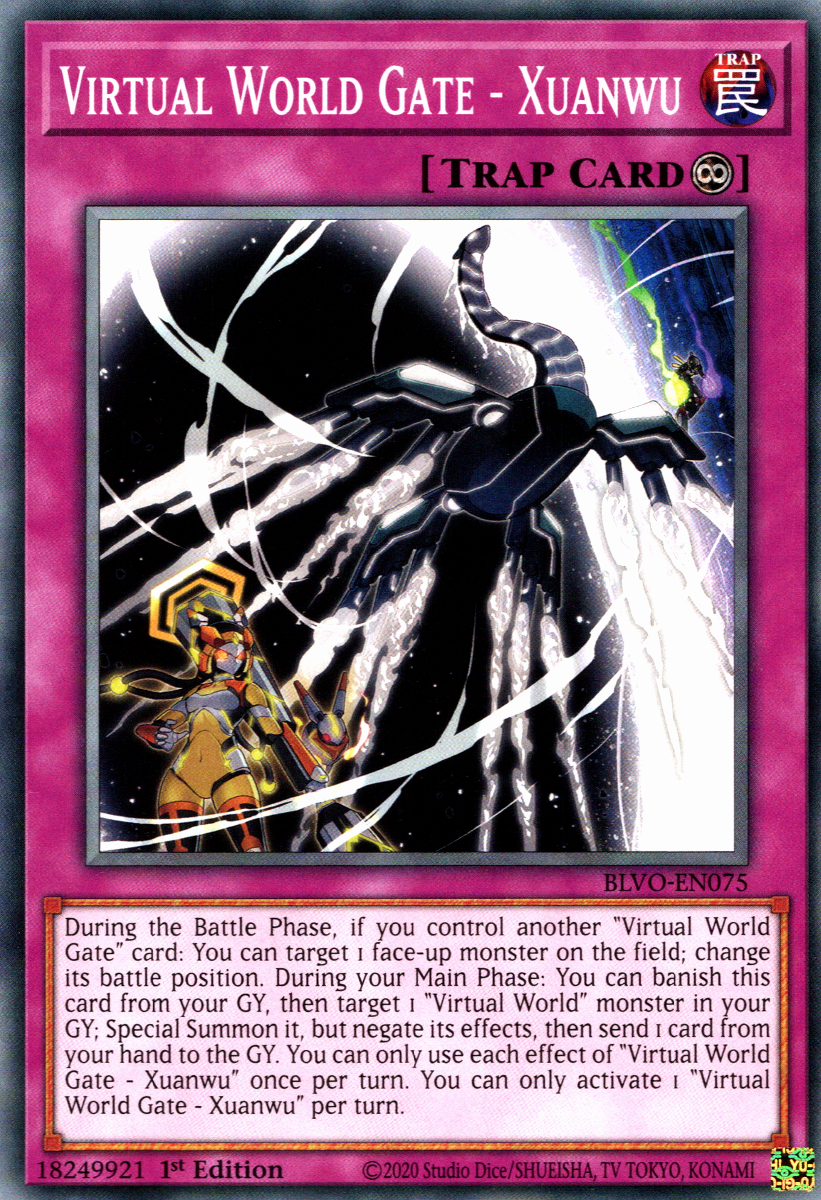 VIRTUAL WORLD GATE - XUANWU
TRAP
罠
[TRAP CARD]
BLVO-EN075
During the Battle Phase, if you control another "Virtual World
Gate" card: You can target 1 face-up monster on the field; change
its battle position. During your Main Phase: You can banish this
card from your GY, then target 1 "Virtual World" monster in your
GY; Special Summon it, but negate its effects, then send 1 card from
your hand to the GY. You can only use each effect of "Virtual World
Gate - Xuanwu" once per turn. You can only activate 1 "Virtual
World Gate - Xuanwu" per turn.
18249921 1st Edition ©2020 Studio Dice/SHUEISHA, TV TOKYO, KONAMI